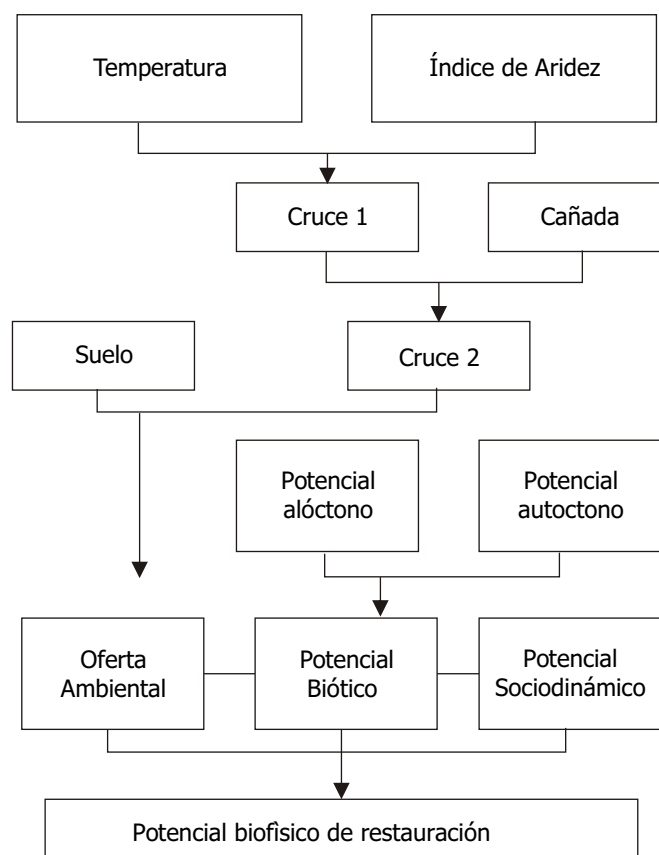 Temperatura
Índice de Aridez
Cruce 1
Cañada
Suelo
Cruce 2
Potencial
alóctono
Potencial
autoctono
Oferta
Ambiental
Potencial
Biótico
Potencial
Sociodinámico
Potencial biofìsico de restauración